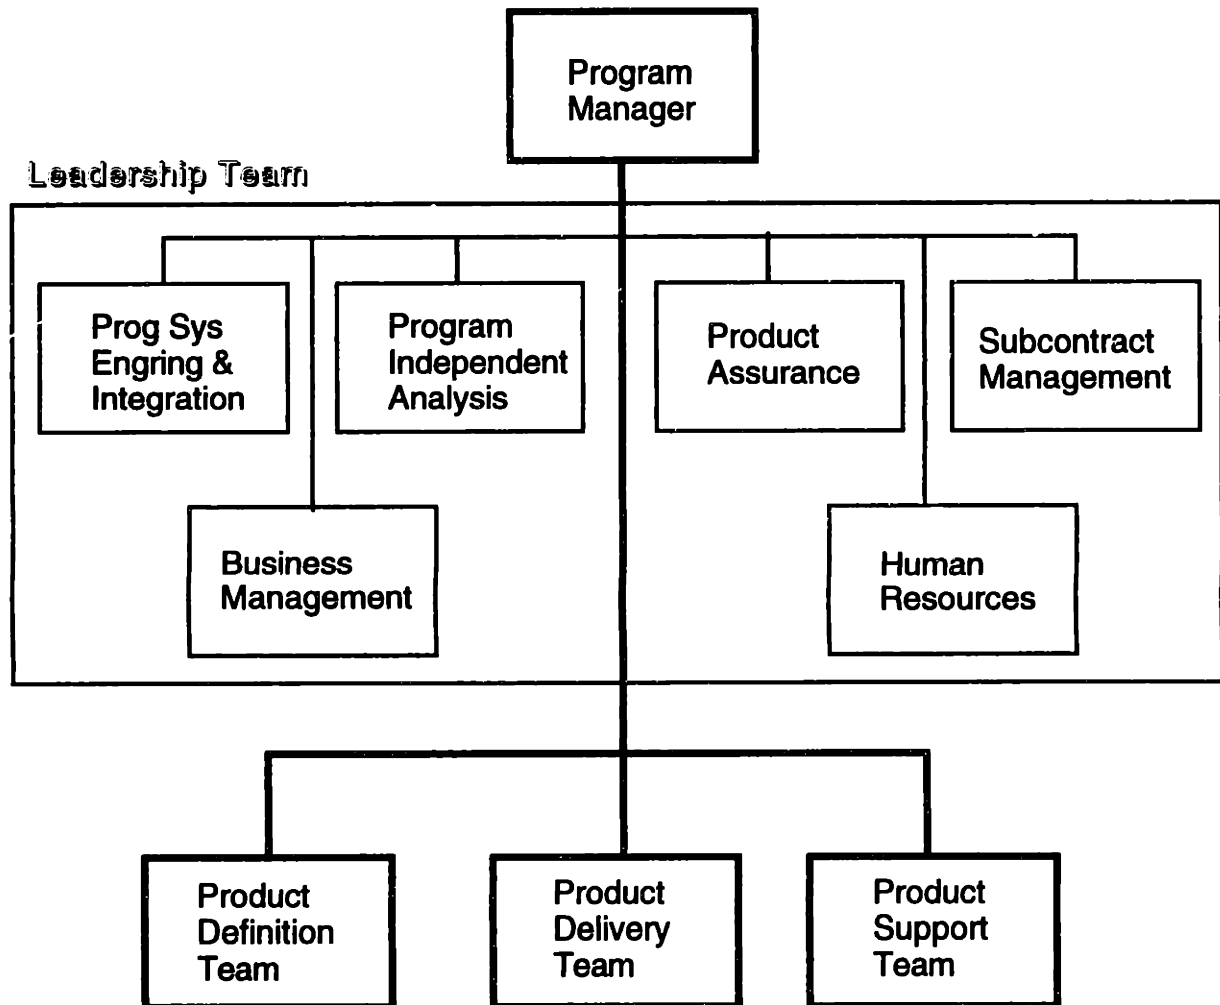 Program
Manager
Leadership Team
Prog Sys
Engring &
Integration
Program
Independent
Analysis
Product
Assurance
Subcontract
Management
Business
Management
Human
Resources
Product
Definition
Team
Product
Delivery
Team
Product
Support
Team